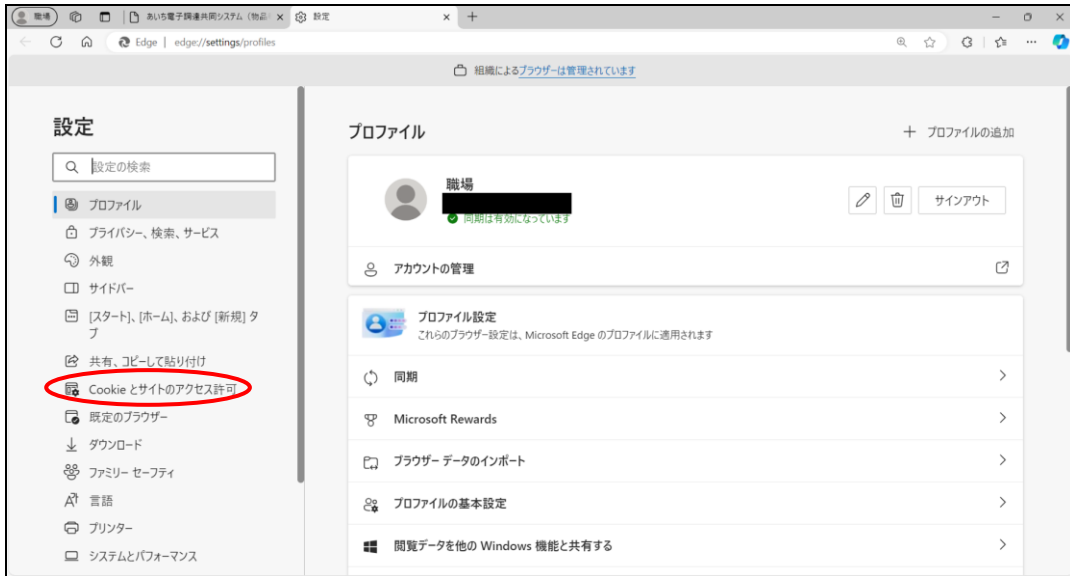 職場
あいち電子調達共同システム (物品
設定
Edge
edge://settings/profiles
組織によるブラウザーは管理されています
設定
設定の検索
プロファイル
プライバシー、検索、サービス
外観
サイドバー
[スタート]、[ホーム]、および [新規] タ
ブ
共有、コピーして貼り付け
Cookie とサイトのアクセス許可
既定のブラウザー
ダウンロード
ファミリー セーフティ
言語
プリンター
システムとパフォーマンス
プロファイル
プロファイルの追加
職場
同期は有効になっています
サインアウト
アカウントの管理
プロファイル設定
これらのブラウザー設定は、Microsoft Edge のプロファイルに適用されます
同期
Microsoft Rewards
ブラウザー データのインポート
プロファイルの基本設定
閲覧データを他の Windows 機能と共有する